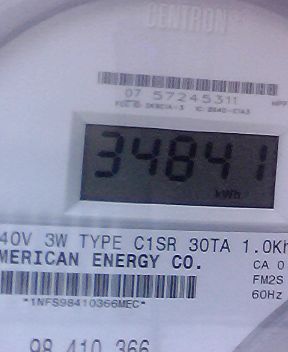 CENTRON®
07 57245311
34841
kWh
40V 3W TYPE C1SR 30TA 1.0Kh
MERICAN ENERGY CO.
CA 0
FM2S
60Hz
*1NFS98410366MEC*
98 410 366